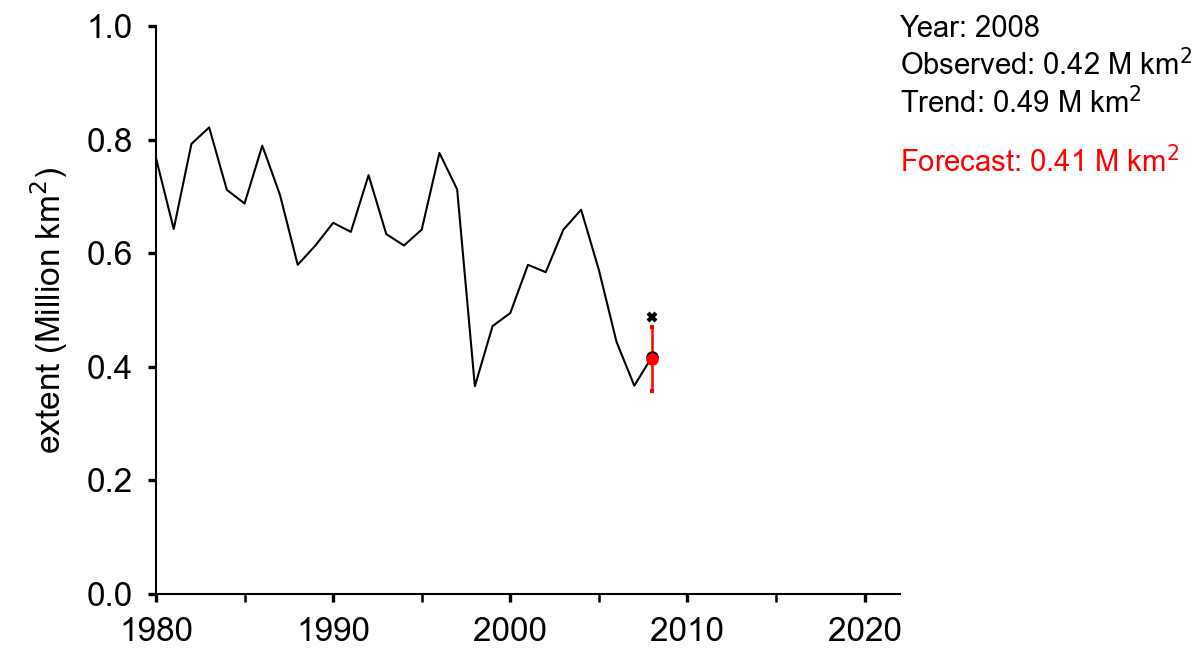 1.0
0.8
0.6
0.4
0.2
0.0
extent (Million km²)
1980 1990 2000 2010 2020
Year: 2008
Observed: 0.42 M km²
Trend: 0.49 M km²
Forecast: 0.41 M km²